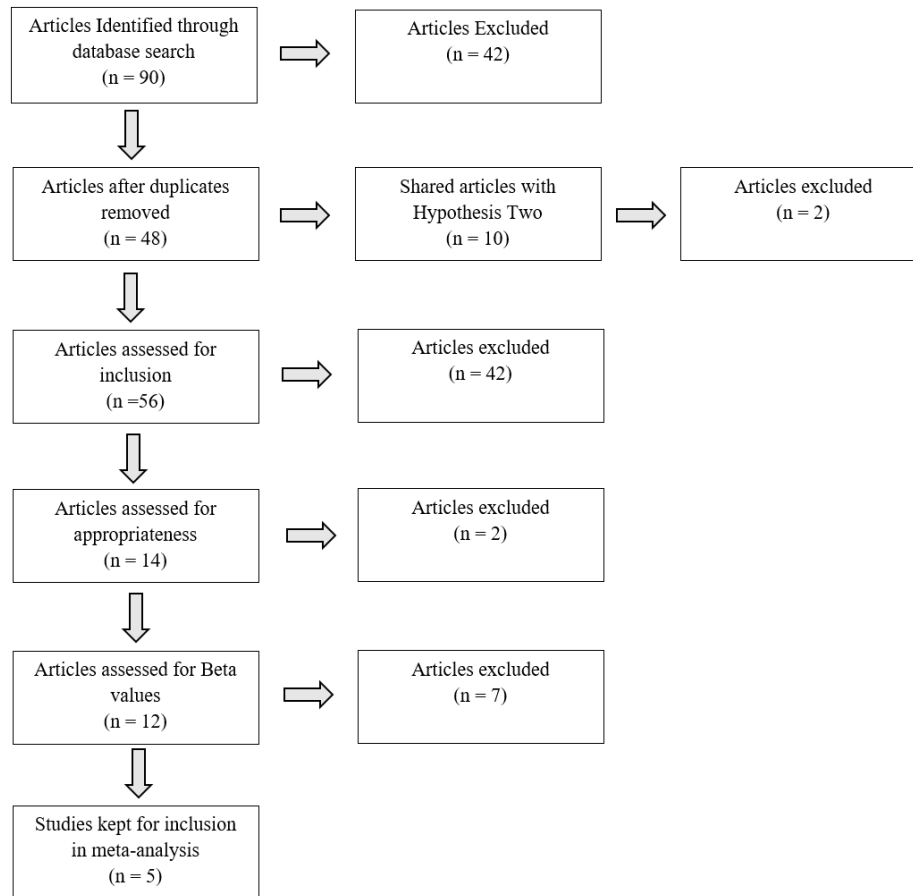 Articles Identified through
database search
(n = 90)
Articles Excluded
(n = 42)
Articles after duplicates
removed
(n = 48)
Shared articles with
Hypothesis Two
(n = 10)
Articles excluded
(n = 2)
Articles assessed for
inclusion
(n =56)
Articles excluded
(n = 42)
Articles assessed for
appropriateness
(n = 14)
Articles excluded
(n = 2)
Articles assessed for Beta
values
(n = 12)
Articles excluded
(n = 7)
Studies kept for inclusion
in meta-analysis
(n = 5)